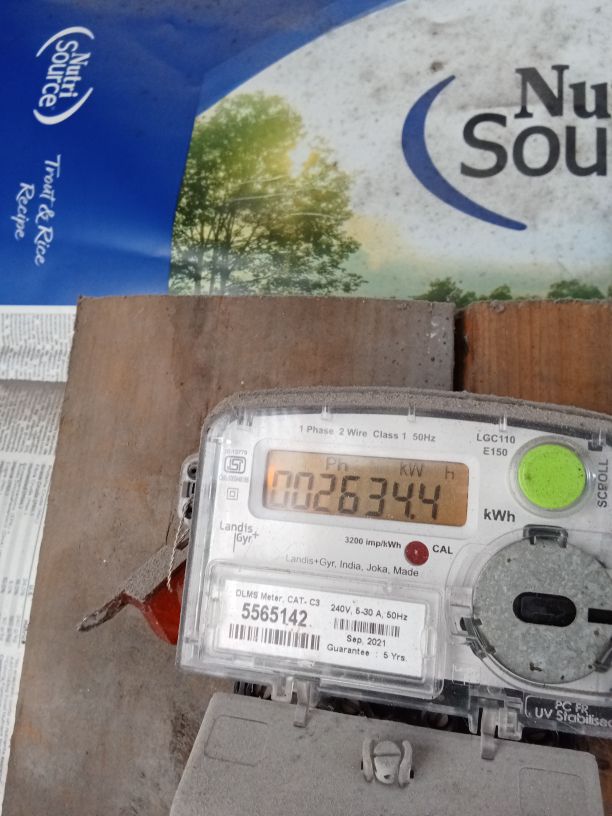 Nutri
Source®
Trout & Rice
Recipe
Nu
Sou
1 Phase 2 Wire Class 1 50Hz
LGC110
E150
SCROLL
Ph kW h
002634.4
kWh
Landis
Gyr+
3200 imp/kWh
CAL
Landis+Gyr, India, Joka, Made
DLMS Meter, CAT- C3
5565142
240V, 5-30 A, 50Hz
Sep, 2021
Guarantee : 5 Yrs.
PC FR
UV Stabilised